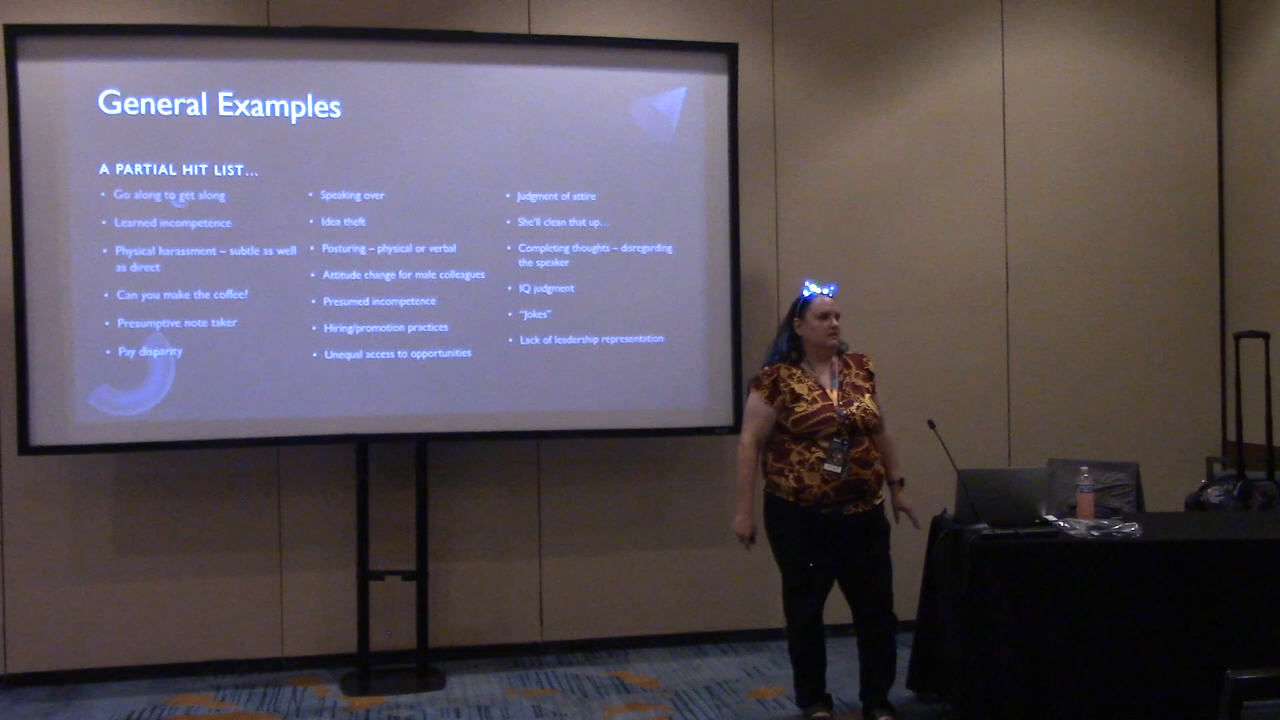 General Examples
A PARTIAL HIT LIST...
• Go along to get along
• Learned incompetence
• Physical harassment – subtle as well
as direct
• Can you make the coffee?
• Presumptive note taker
• Pay disparity
• Speaking over
• Idea theft
• Posturing – physical or verbal
• Attitude change for male colleagues
• Presumed incompetence
• Hiring/promotion practices
• Unequal access to opportunities
• Judgment of attire
• She'll clean that up...
• Completing thoughts – disregarding
the speaker
• IQ judgment
• "Jokes"
• Lack of leadership representation